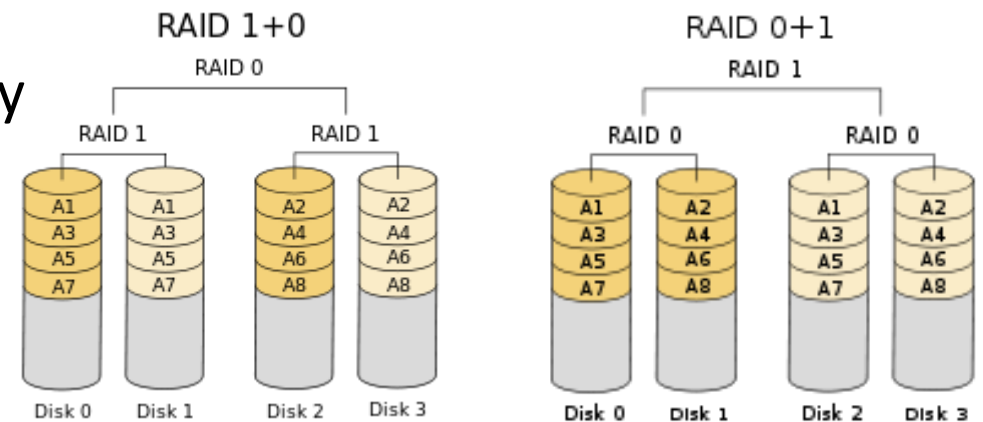 RAID 1+0
RAID 0
y
RAID 1 RAID 1
A1 A1 A2 A2
A3 A3 A4 A4
A5 A5 A6 A6
A7 A7 A8 A8
Disk 0 Disk 1 Disk 2 Disk 3
RAID 0+1
RAID 1
RAID 0 RAID 0
A1 A2 A1 A2
A3 A4 A3 A4
A5 A6 A5 A6
A7 A8 A7 A8
Disk 0 DIsk 1 Disk 2 DIsk 3